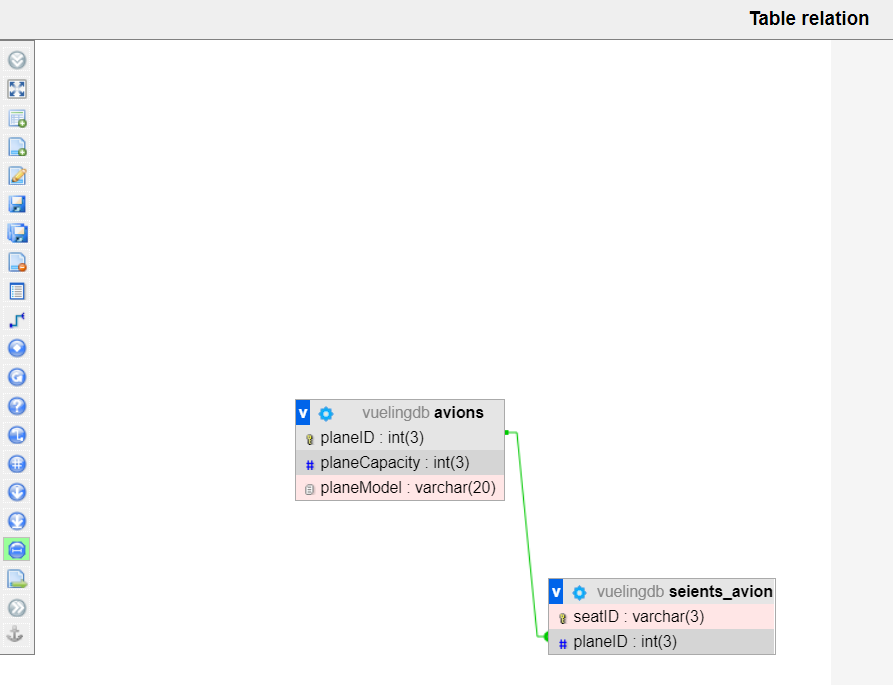 Table relation
v vuelingdb avions
planeID : int(3)
# planeCapacity : int(3)
planeModel : varchar(20)
v vuelingdb seients_avion
seatID : varchar(3)
# planeID : int(3)